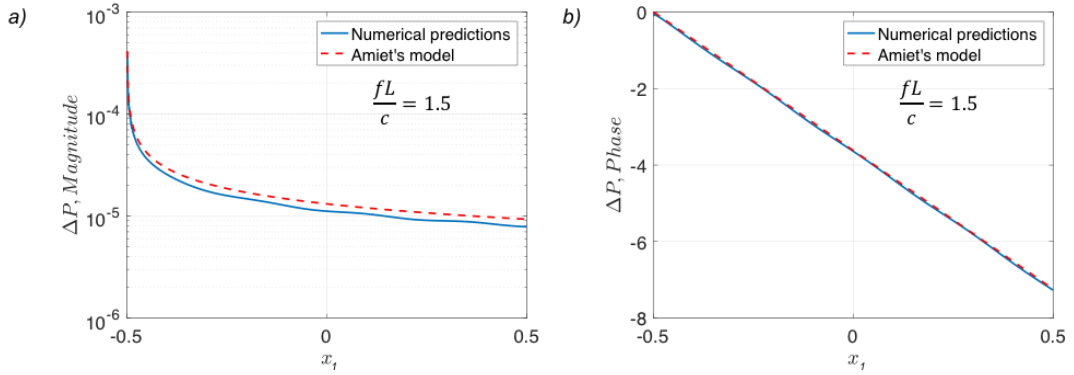 a)
10^-3
10^-4
10^-5
10^-6
ΔP, Magnitude
Numerical predictions
Amiet's model
fL/c = 1.5
-0.5
0
0.5
x_1
b)
0
-2
-4
-6
-8
ΔP, Phase
Numerical predictions
Amiet's model
fL/c = 1.5
-0.5
0
0.5
x_1